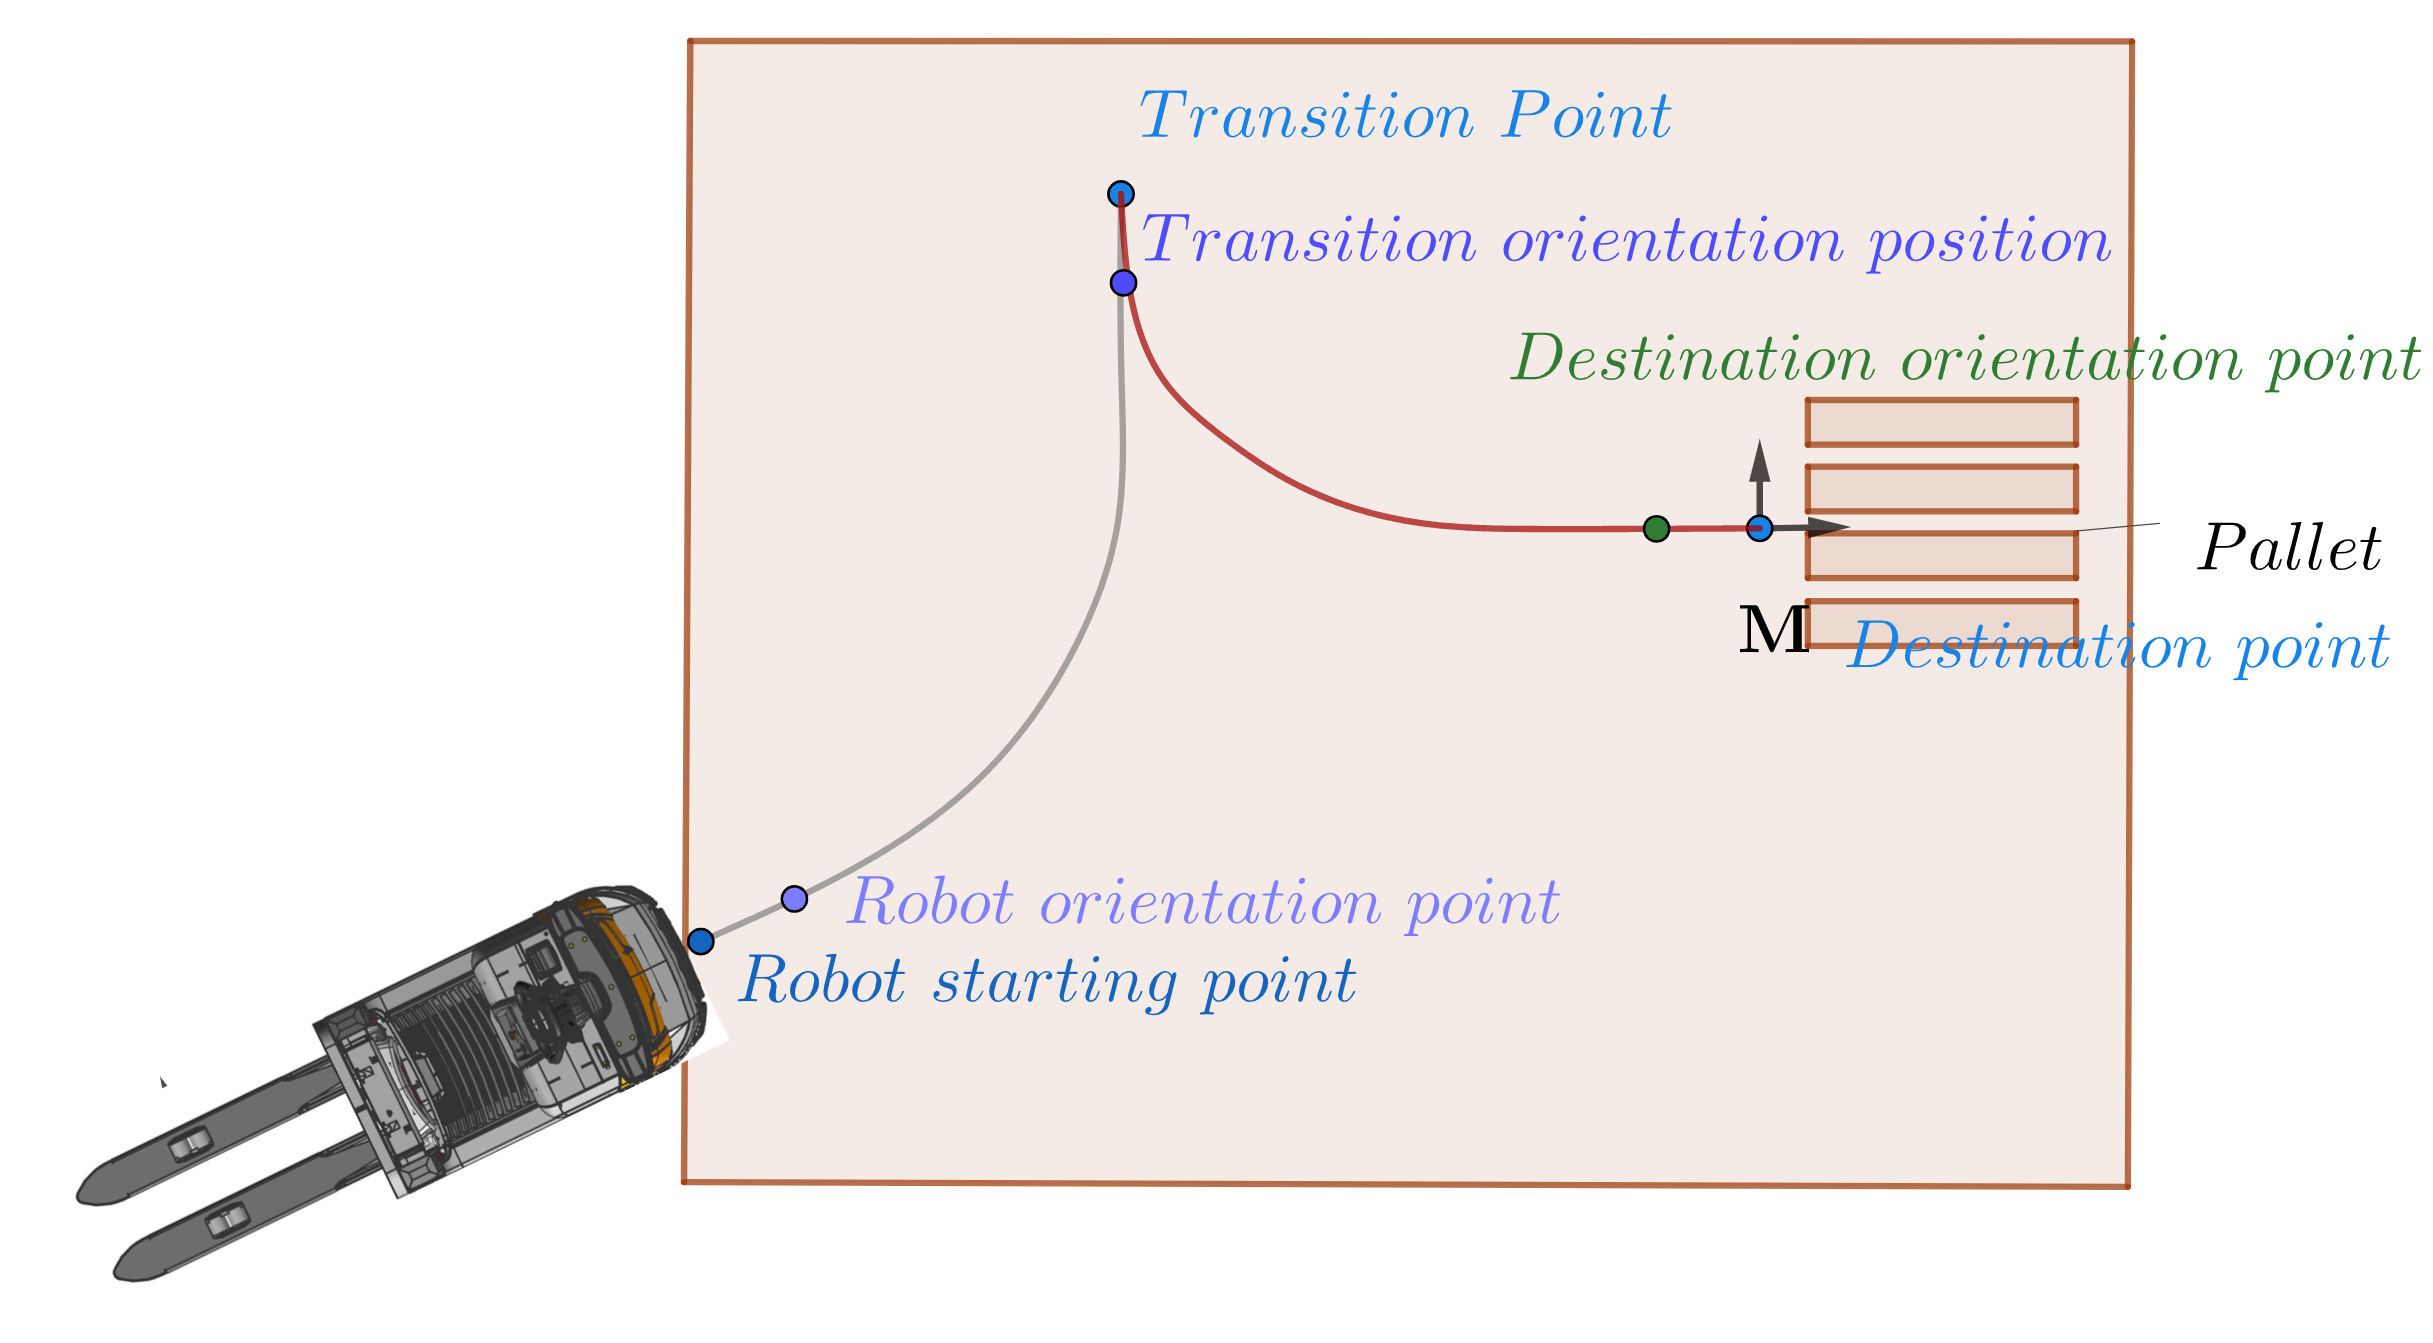 Transition Point
Transition orientation position
Destination orientation point
Pallet
M
Destination point
Robot orientation point
Robot starting point